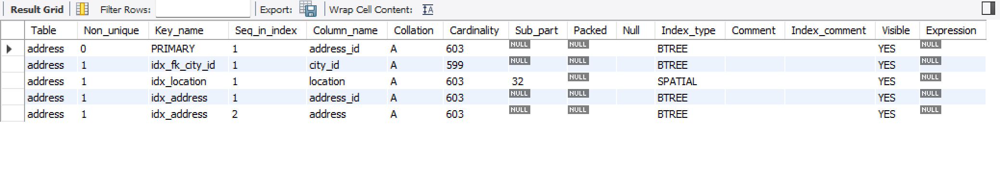 Result Grid Filter Rows: Export: Wrap Cell Content: A
Table Non_unique Key_name Seq_in_index Column_name Collation Cardinality Sub_part Packed Null Index_type Comment Index_comment Visible Expression
address 0 PRIMARY 1 address_id A 603 NULL NULL BTREE YES NULL
address 1 idx_fk_city_id 1 city_id A 599 NULL NULL BTREE YES NULL
address 1 idx_location 1 location A 603 32 NULL SPATIAL YES NULL
address 1 idx_address 1 address_id A 603 NULL NULL BTREE YES NULL
address 1 idx_address 2 address A 603 NULL NULL BTREE YES NULL